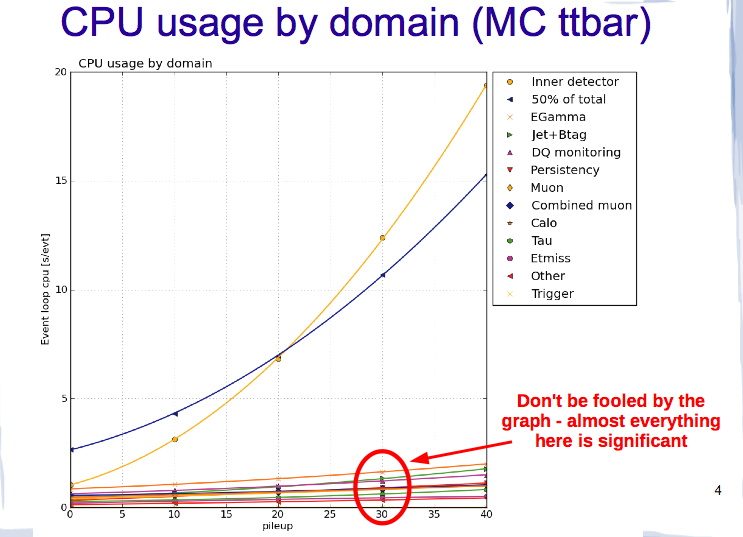 CPU usage by domain (MC ttbar)
CPU usage by domain
20
15
10
5
0
Event loop cpu [s/evt]
0 5 10 15 20 25 30 35 40
pileup
Inner detector
50% of total
EGamma
Jet+Btag
DQ monitoring
Persistency
Muon
Combined muon
Calo
Tau
Etmiss
Other
Trigger
Don't be fooled by the
graph - almost everything
here is significant
4